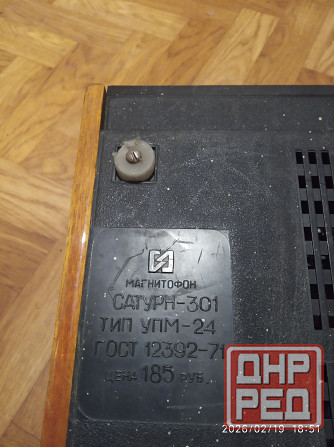 МАГНИТОФОН
САТУРН-301
ТИП УПМ-24
ГОСТ 12392-71
ЦЕНА 185 РУБ.
ДНР
РЕД
2026/02/19 18:51